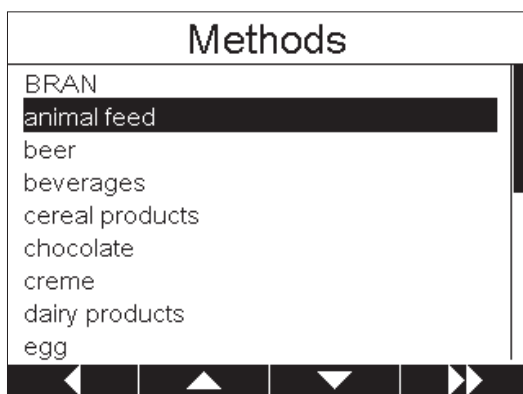 Methods
BRAN
animal feed
beer
beverages
cereal products
chocolate
creme
dairy products
egg